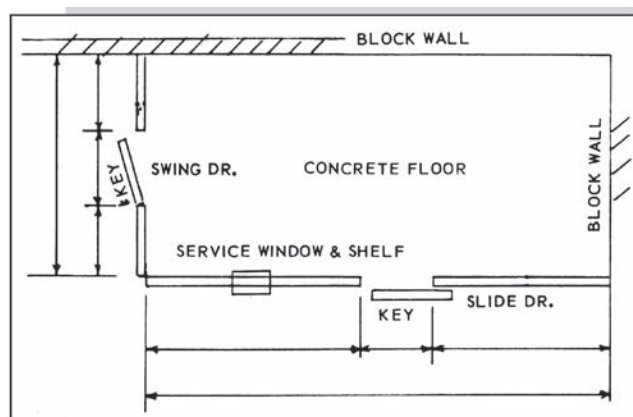 BLOCK WALL
SWING DR.
KEY
CONCRETE FLOOR
BLOCK WALL
SERVICE WINDOW & SHELF
SLIDE DR.
KEY